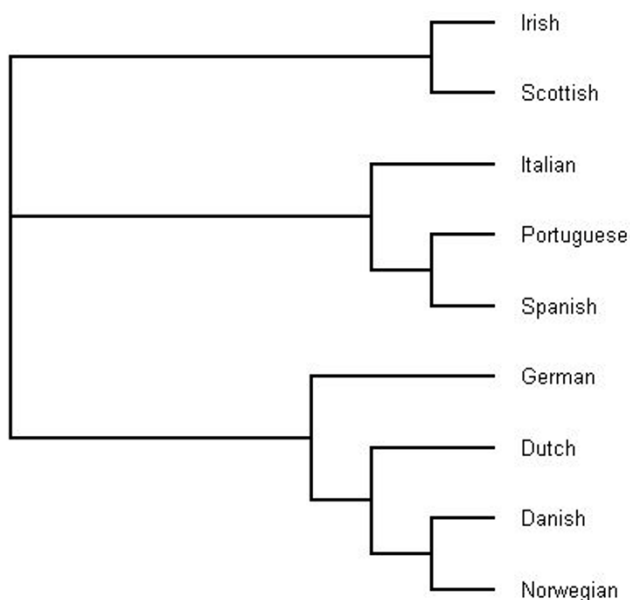 Irish
Scottish
Italian
Portuguese
Spanish
German
Dutch
Danish
Norwegian